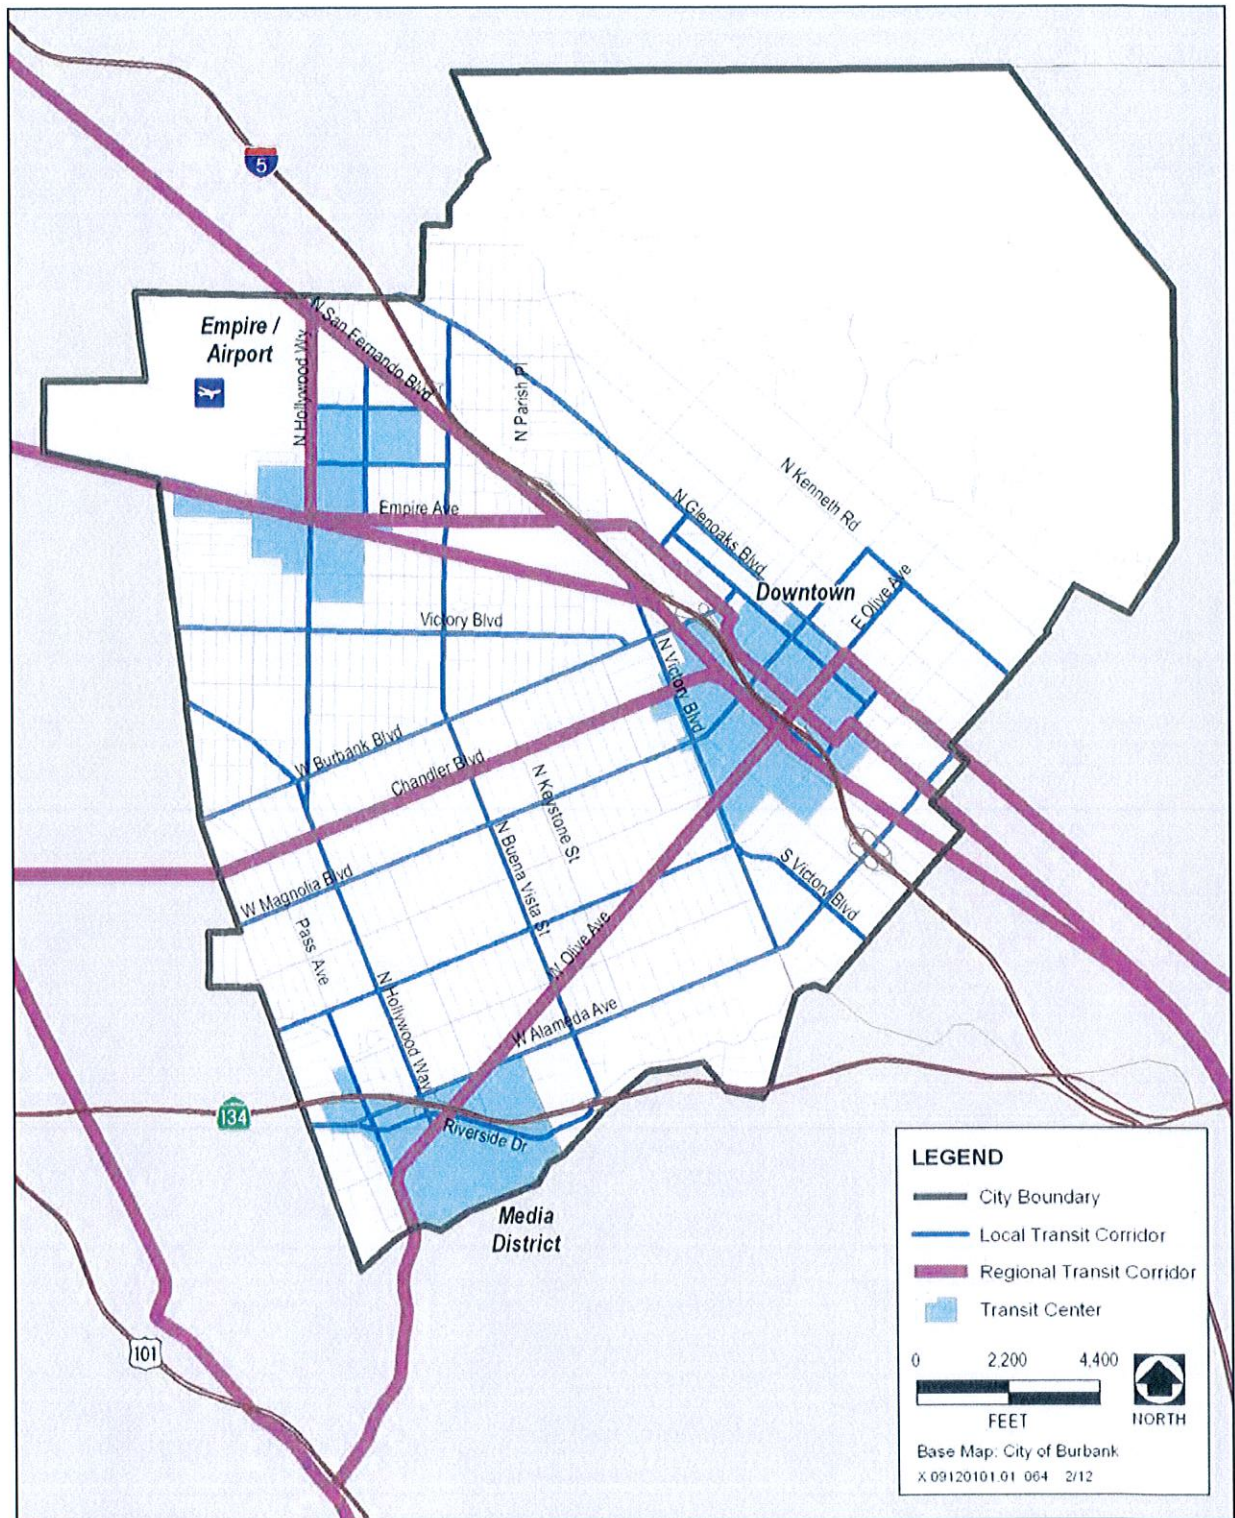 5
Empire /
Airport
N Hollywood Wy
N San Fernando Blvd
N Parish Pl
N Kenneth Rd
Empire Ave
N Glenoaks Blvd
Downtown
E Olive Ave
Victory Blvd
N Victory Blvd
W Burbank Blvd
Chandler Blvd
N Keystone St
N Buena Vista St
W Magnolia Blvd
S Victory Blvd
Pass Ave
N Olive Ave
N Hollywood Way
W Alameda Ave
134
Riverside Dr
Media
District
101
LEGEND
City Boundary
Local Transit Corridor
Regional Transit Corridor
Transit Center
0 2,200 4,400
FEET
NORTH
Base Map: City of Burbank
X 09120101.01 064 2/12